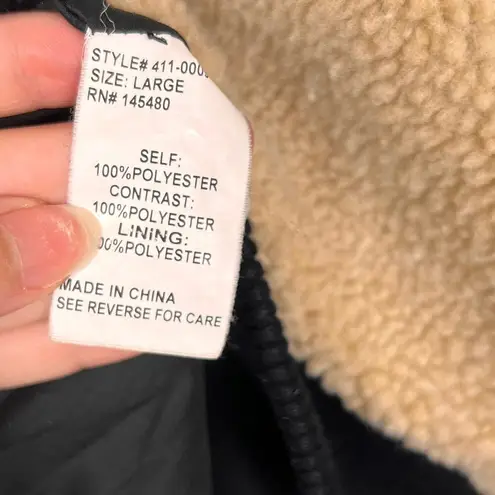 STYLE# 411-000
SIZE: LARGE
RN# 145480
SELF:
100%POLYESTER
CONTRAST:
100%POLYESTER
LINING:
00%POLYESTER
MADE IN CHINA
SEE REVERSE FOR CARE